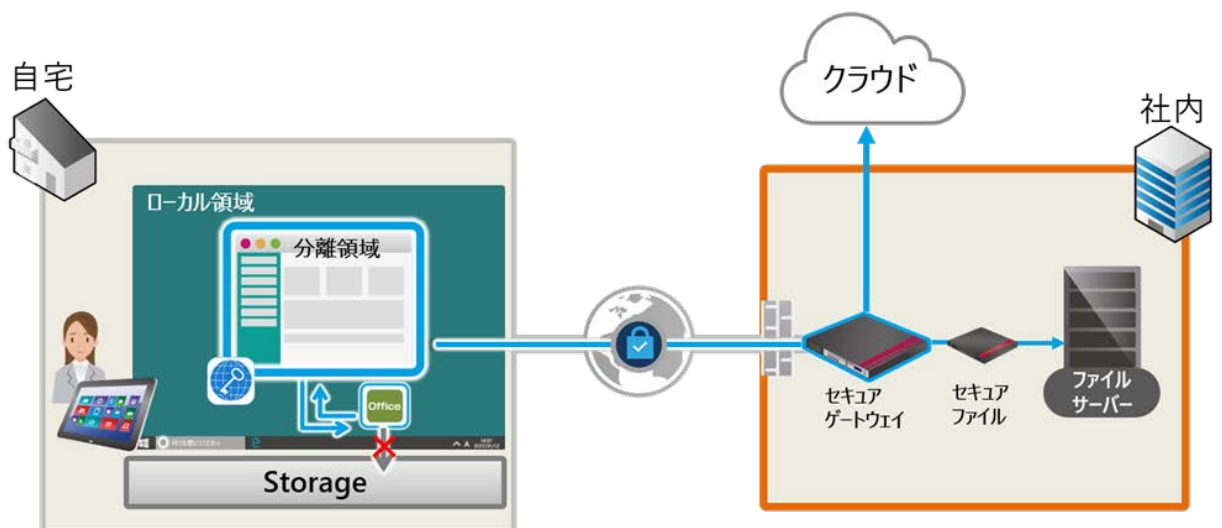 自宅
クラウド
社内
ローカル領域
分離領域
Office
セキュア
ゲートウェイ
セキュア
ファイル
ファイル
サーバー
Storage